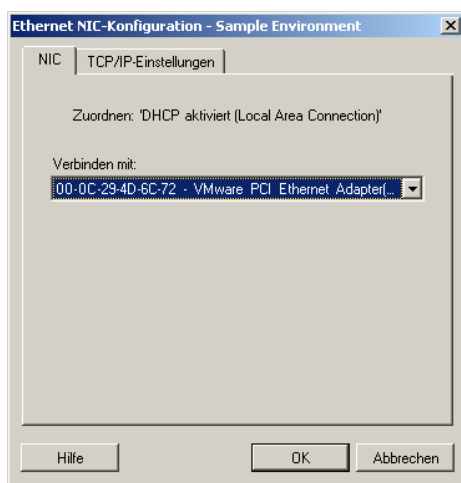 Ethernet NIC-Konfiguration - Sample Environment
NIC TCP/IP-Einstellungen
Zuordnen: 'DHCP aktiviert (Local Area Connection)'
Verbinden mit:
00-0C-29-4D-6C-72 - VMware PCI Ethernet Adapter(...
Hilfe OK Abbrechen